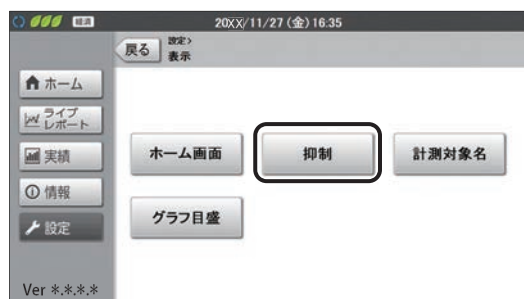 経済
20XX/11/27(金)16:35
戻る
設定>
表示
ホーム
ライブ
レポート
実績
情報
設定
ホーム画面
抑制
計測対象名
グラフ目盛
Ver *.*.*.*